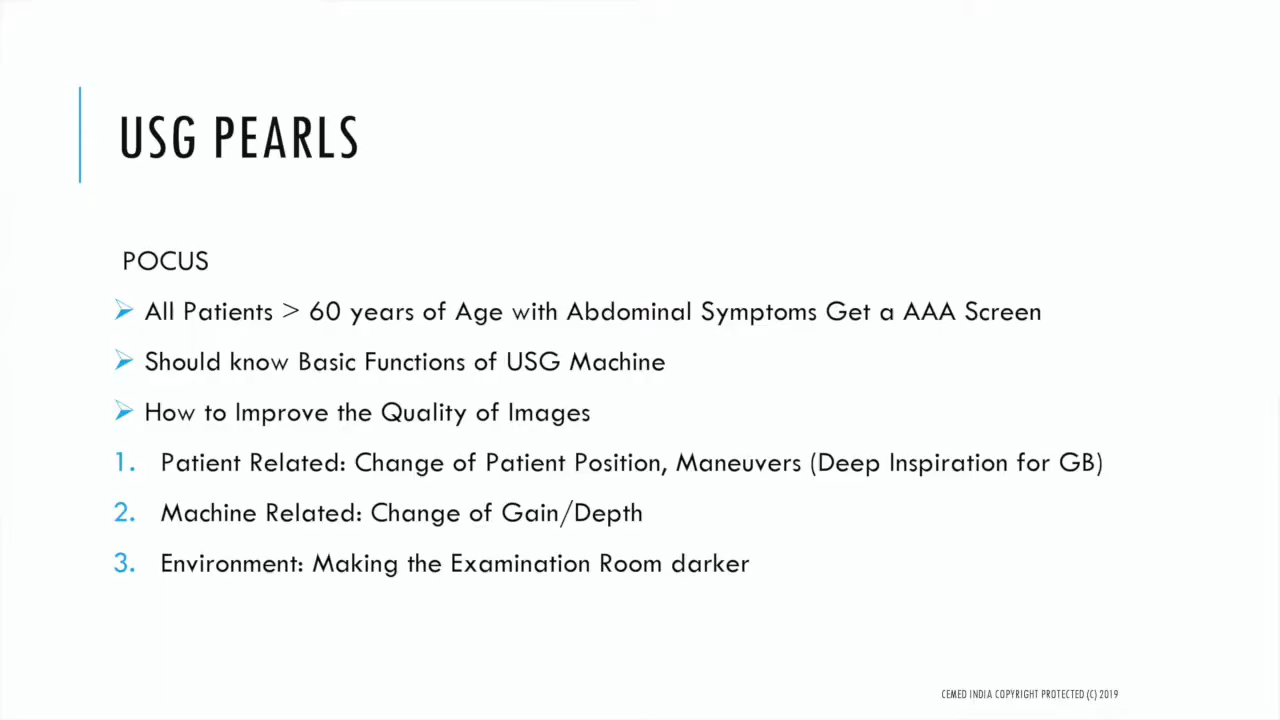 USG PEARLS
POCUS
All Patients > 60 years of Age with Abdominal Symptoms Get a AAA Screen
Should know Basic Functions of USG Machine
How to Improve the Quality of Images
1. Patient Related: Change of Patient Position, Maneuvers (Deep Inspiration for GB)
2. Machine Related: Change of Gain/Depth
3. Environment: Making the Examination Room darker
CEMED INDIA COPYRIGHT PROTECTED (C) 2019